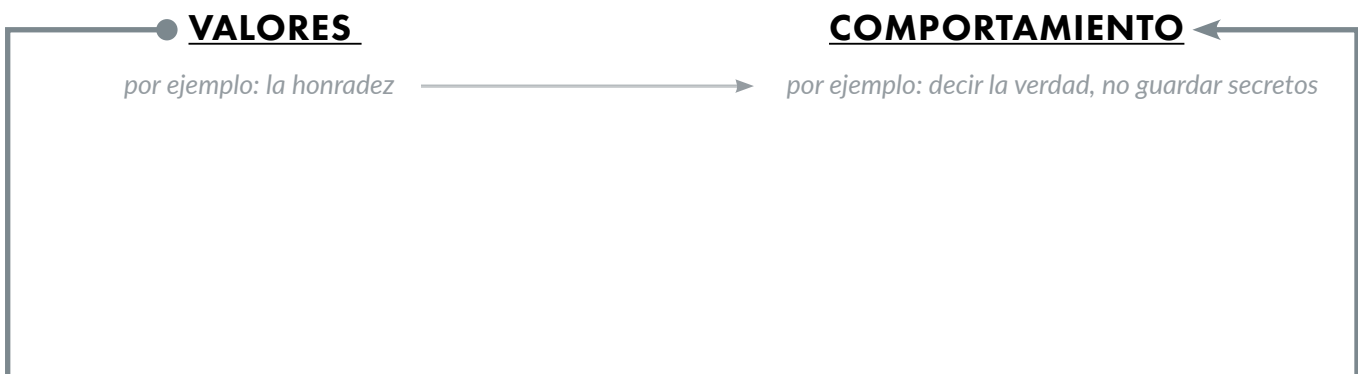 VALORES
COMPORTAMIENTO
por ejemplo: la honradez
por ejemplo: decir la verdad, no guardar secretos